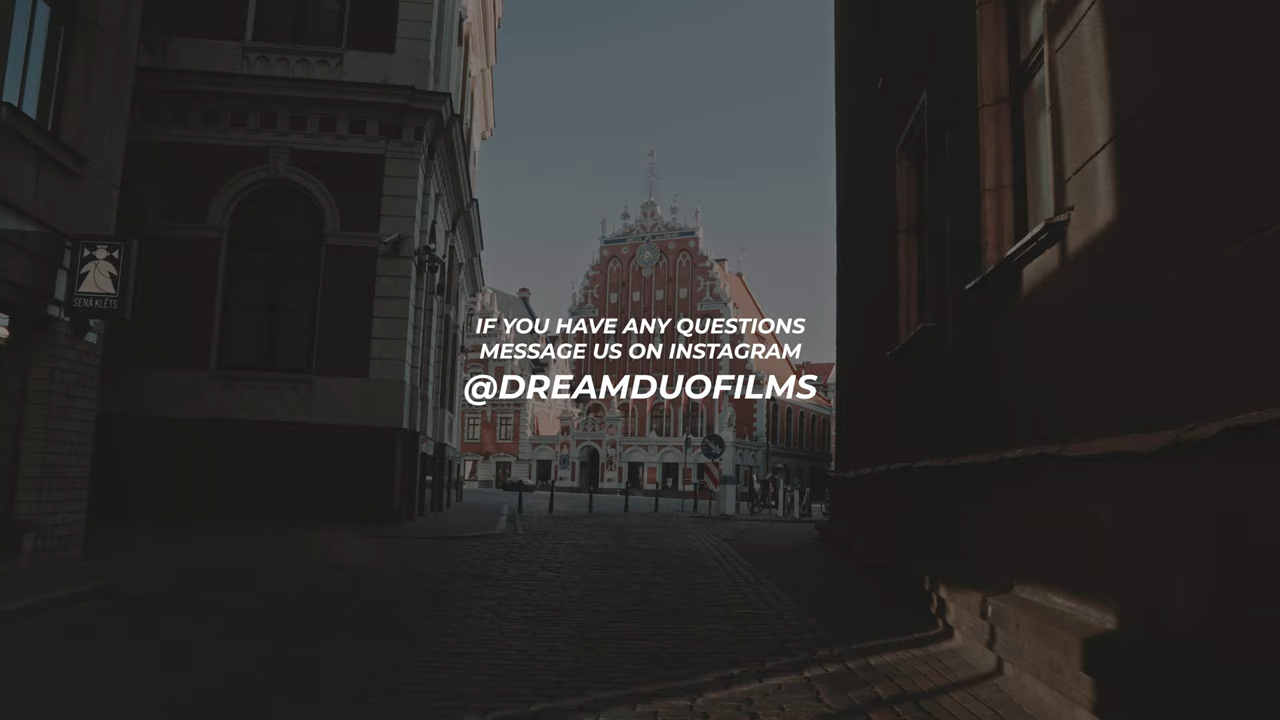 SENĀ KLĒTS
IF YOU HAVE ANY QUESTIONS
MESSAGE US ON INSTAGRAM
@DREAMDUOFILMS